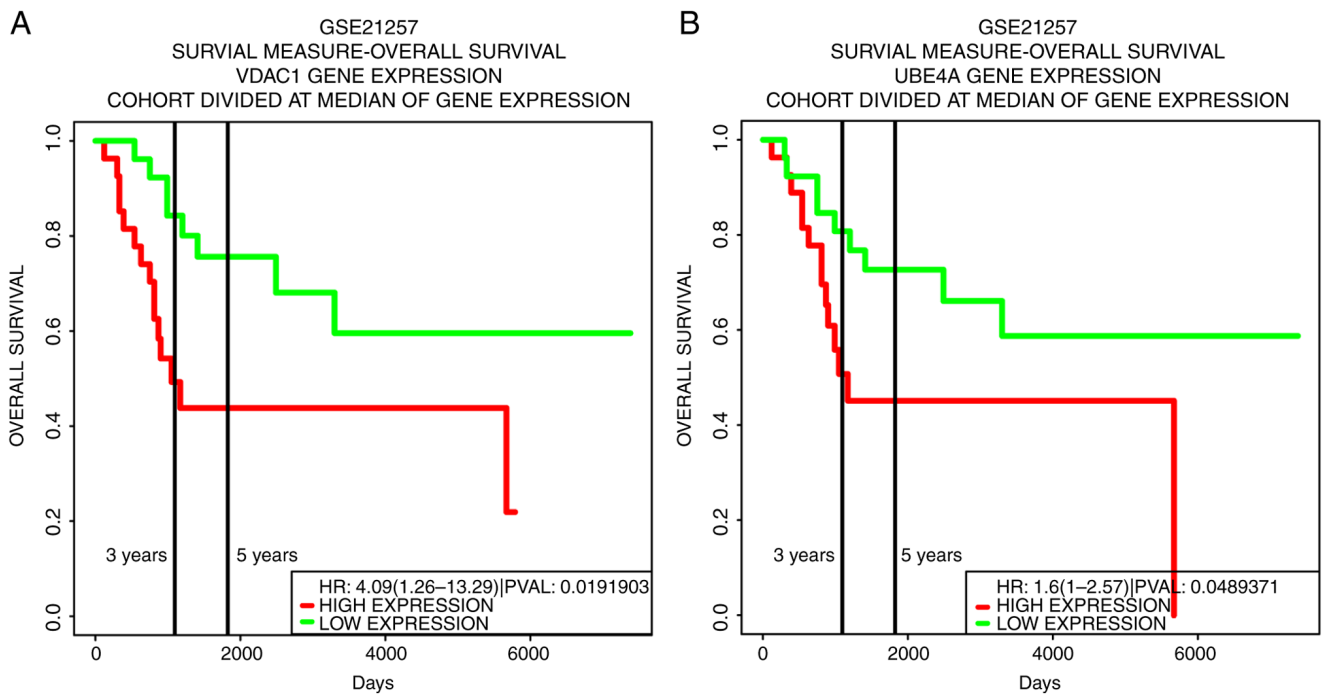 A
GSE21257
SURVIAL MEASURE-OVERALL SURVIVAL
VDAC1 GENE EXPRESSION
COHORT DIVIDED AT MEDIAN OF GENE EXPRESSION
OVERALL SURVIVAL
1.0
0.8
0.6
0.4
0.2
0.0
3 years
5 years
HR: 4.09(1.26–13.29)|PVAL: 0.0191903
HIGH EXPRESSION
LOW EXPRESSION
0
2000
4000
6000
Days
B
GSE21257
SURVIAL MEASURE-OVERALL SURVIVAL
UBE4A GENE EXPRESSION
COHORT DIVIDED AT MEDIAN OF GENE EXPRESSION
OVERALL SURVIVAL
1.0
0.8
0.6
0.4
0.2
0.0
3 years
5 years
HR: 1.6(1–2.57)|PVAL: 0.0489371
HIGH EXPRESSION
LOW EXPRESSION
0
2000
4000
6000
Days